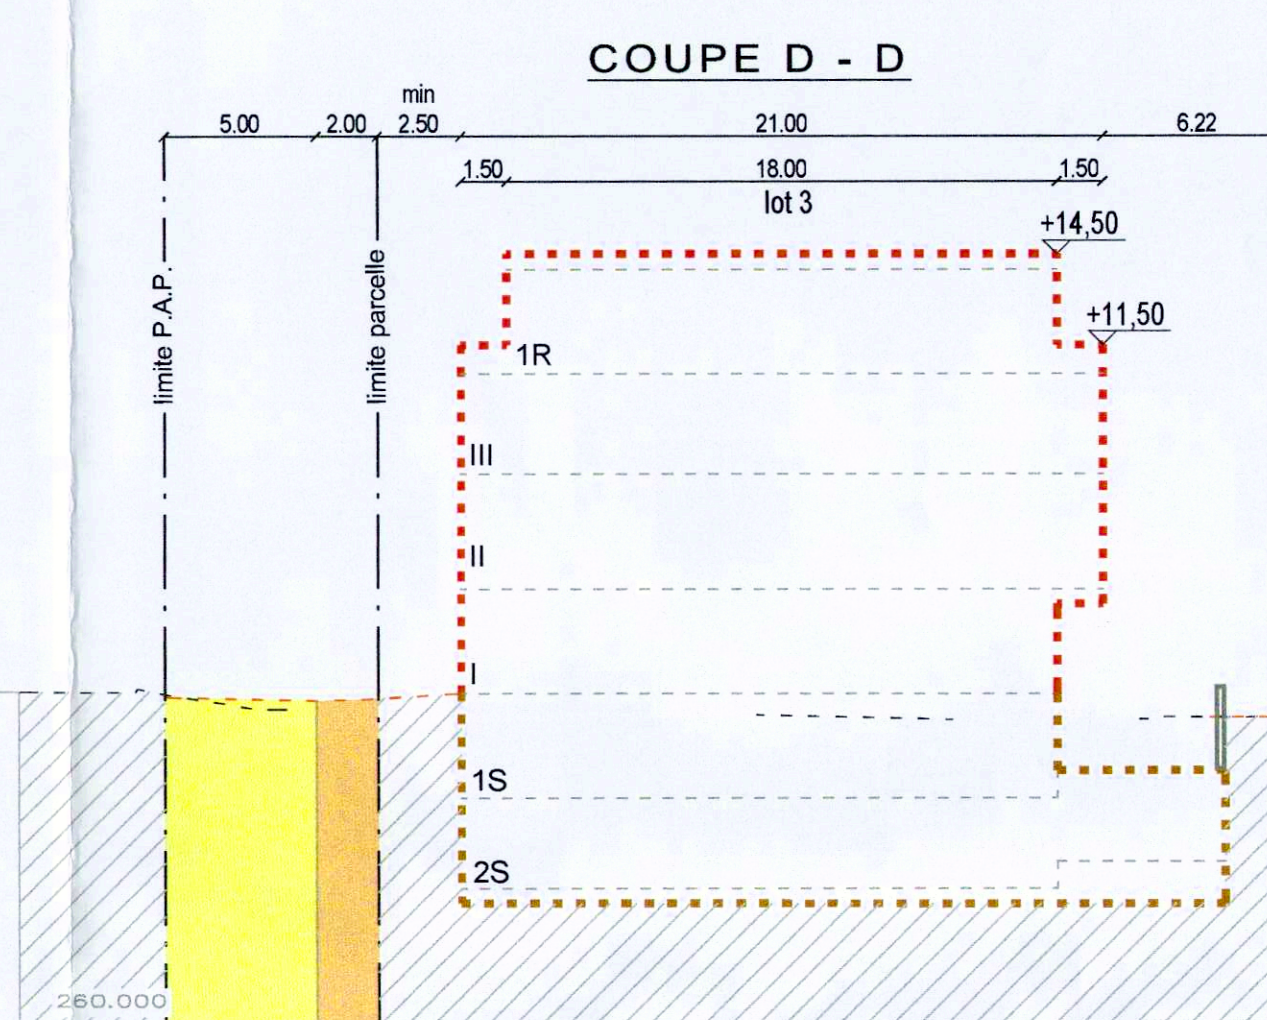 COUPE D - D
min
5.00 2.00 2.50 21.00 6.22
1.50 18.00 1.50
lot 3
+14,50
+11,50
limite P.A.P.
limite parcelle
1R
III
II
I
1S
2S
260.000